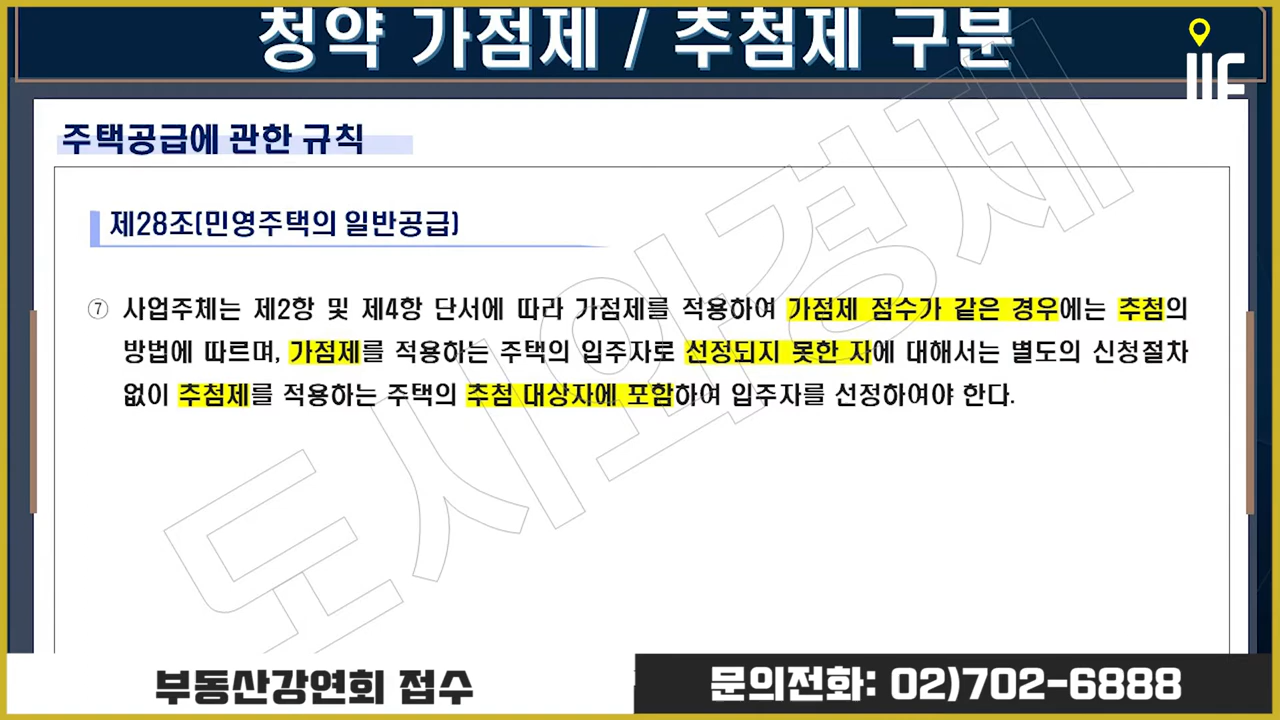 청약 가점제 / 추첨제 구분
주택공급에 관한 규칙
제28조(민영주택의 일반공급)
⑦ 사업주체는 제2항 및 제4항 단서에 따라 가점제를 적용하여 가점제 점수가 같은 경우에는 추첨의
방법에 따르며, 가점제를 적용하는 주택의 입주자로 선정되지 못한 자에 대해서는 별도의 신청절차
없이 추첨제를 적용하는 주택의 추첨 대상자에 포함하여 입주자를 선정하여야 한다.
도시와경제
부동산강연회 접수
문의전화: 02)702-6888